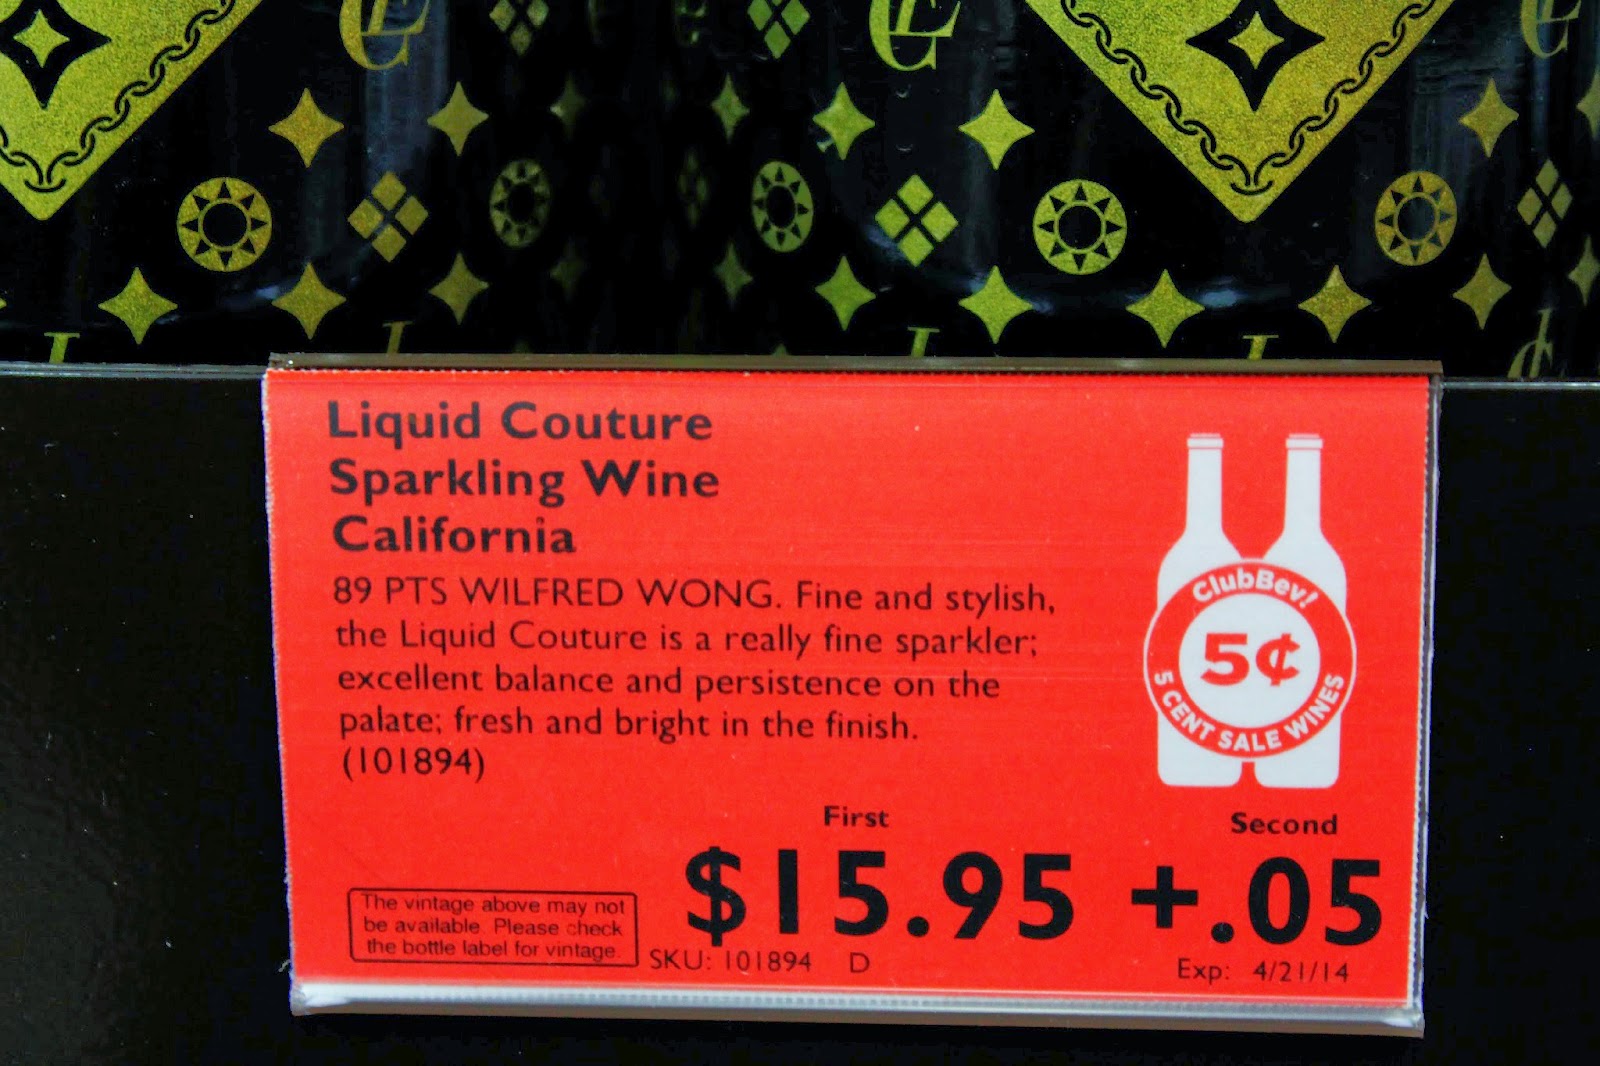 Liquid Couture
Sparkling Wine
California
89 PTS WILFRED WONG. Fine and stylish,
the Liquid Couture is a really fine sparkler;
excellent balance and persistence on the
palate; fresh and bright in the finish.
(101894)
ClubBev!
5¢
5 CENT SALE WINES
First
Second
$15.95 +.05
The vintage above may not
be available. Please check
the bottle label for vintage.
SKU: 101894 D
Exp: 4/21/14